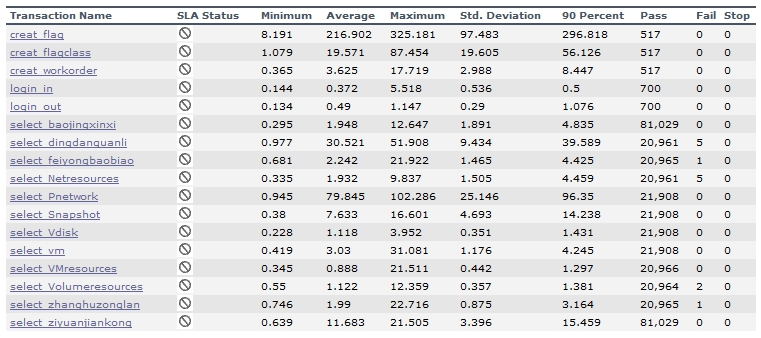 Transaction Name SLA Status Minimum Average Maximum Std. Deviation 90 Percent Pass Fail Stop
creat_flag 8.191 216.902 325.181 97.483 296.818 517 0 0
creat_flagclass 1.079 19.571 87.454 19.605 56.126 517 0 0
creat_workorder 0.365 3.625 17.719 2.988 8.447 517 0 0
login_in 0.144 0.372 5.518 0.536 0.5 700 0 0
login_out 0.134 0.49 1.147 0.29 1.076 700 0 0
select_baojingxinxi 0.295 1.948 12.647 1.891 4.835 81,029 0 0
select_dingdanguanli 0.977 30.521 51.908 9.434 39.589 20,961 5 0
select_feiyongbaobiao 0.681 2.242 21.922 1.465 4.425 20,965 1 0
select_Netresources 0.335 1.932 9.837 1.505 4.459 20,961 5 0
select_Pnetwork 0.945 79.845 102.286 25.146 96.35 21,908 0 0
select_Snapshot 0.38 7.633 16.601 4.693 14.238 21,908 0 0
select_Vdisk 0.228 1.118 3.952 0.351 1.431 21,908 0 0
select_vm 0.419 3.03 31.081 1.176 4.245 21,908 0 0
select_VMresources 0.345 0.888 21.511 0.442 1.297 20,966 0 0
select_Volumeresources 0.55 1.122 12.359 0.357 1.381 20,964 2 0
select_zhanghuzonglan 0.746 1.99 22.716 0.875 3.164 20,965 1 0
select_ziyuanjiankong 0.639 11.683 21.505 3.396 15.459 81,029 0 0